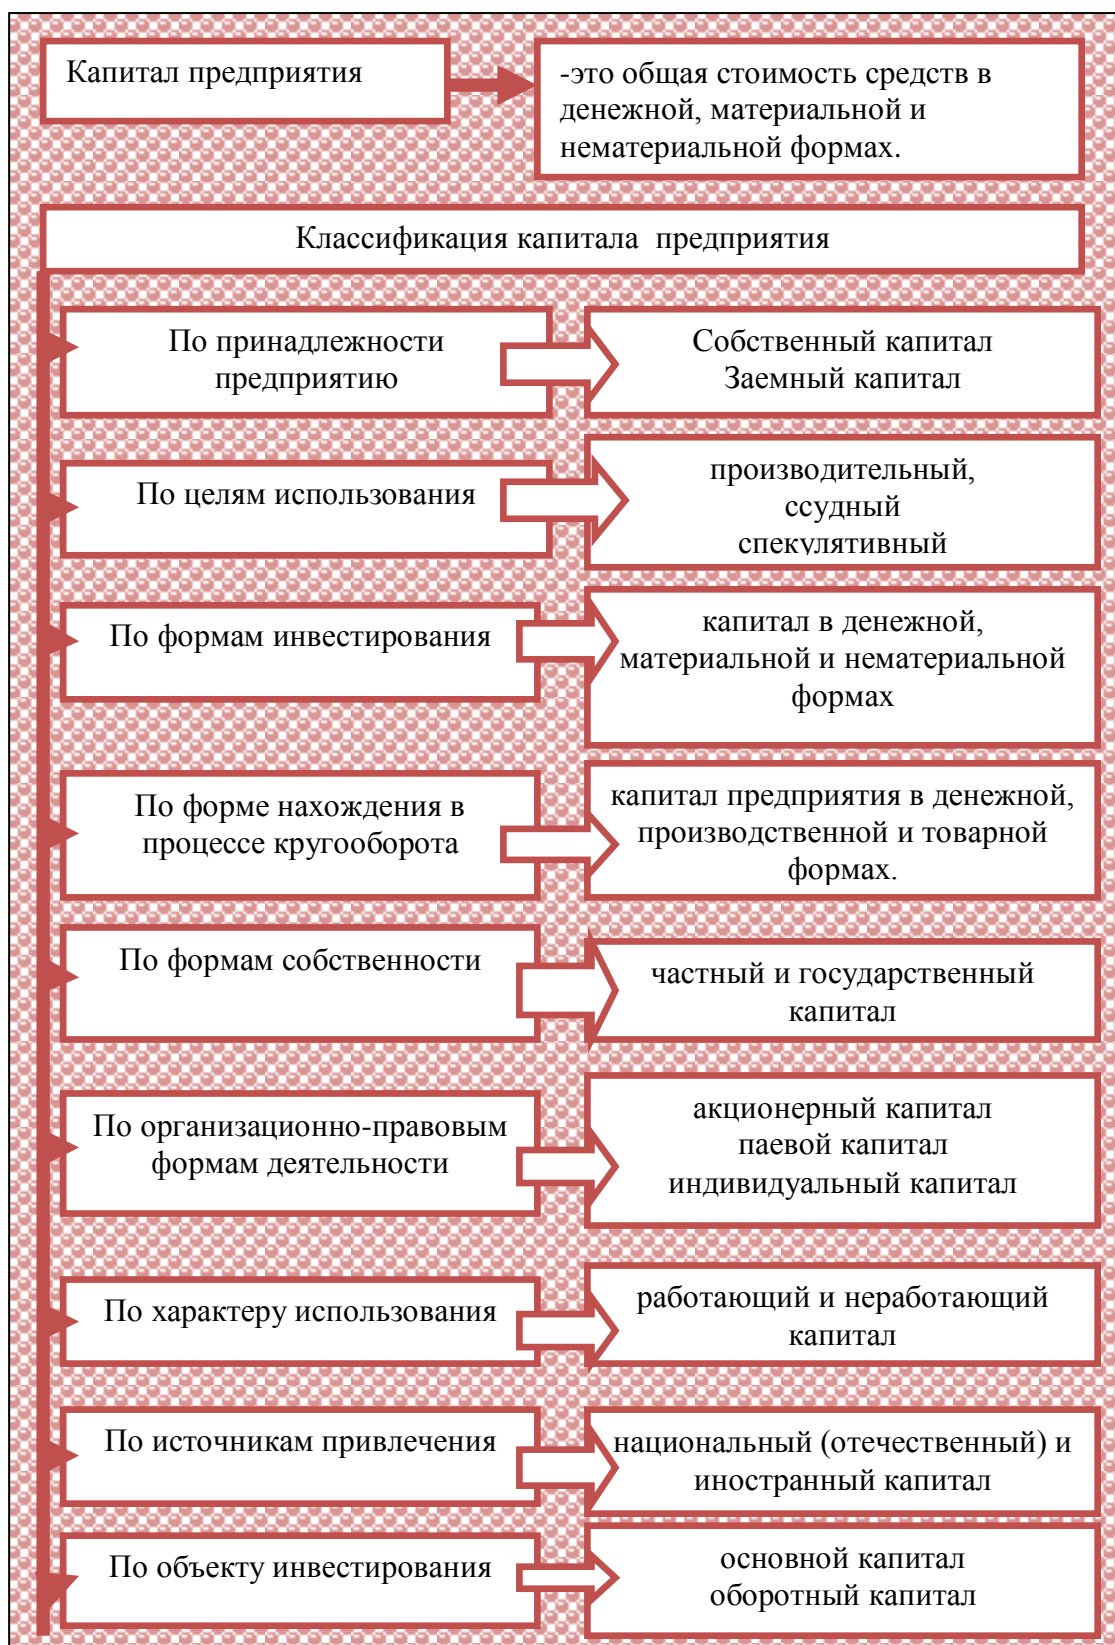 Капитал предприятия
-это общая стоимость средств в
денежной, материальной и
нематериальной формах.
Классификация капитала  предприятия
По принадлежности
предприятию
Собственный капитал
Заемный капитал
По целям использования
производительный,
ссудный
спекулятивный
По формам инвестирования
капитал в денежной,
материальной и нематериальной
формах
По форме нахождения в
процессе кругооборота
капитал предприятия в денежной,
производственной и товарной
формах.
По формам собственности
частный и государственный
капитал
По организационно-правовым
формам деятельности
акционерный капитал
паевой капитал
индивидуальный капитал
По характеру использования
работающий и неработающий
капитал
По источникам привлечения
национальный (отечественный) и
иностранный капитал
По объекту инвестирования
основной капитал
оборотный капитал